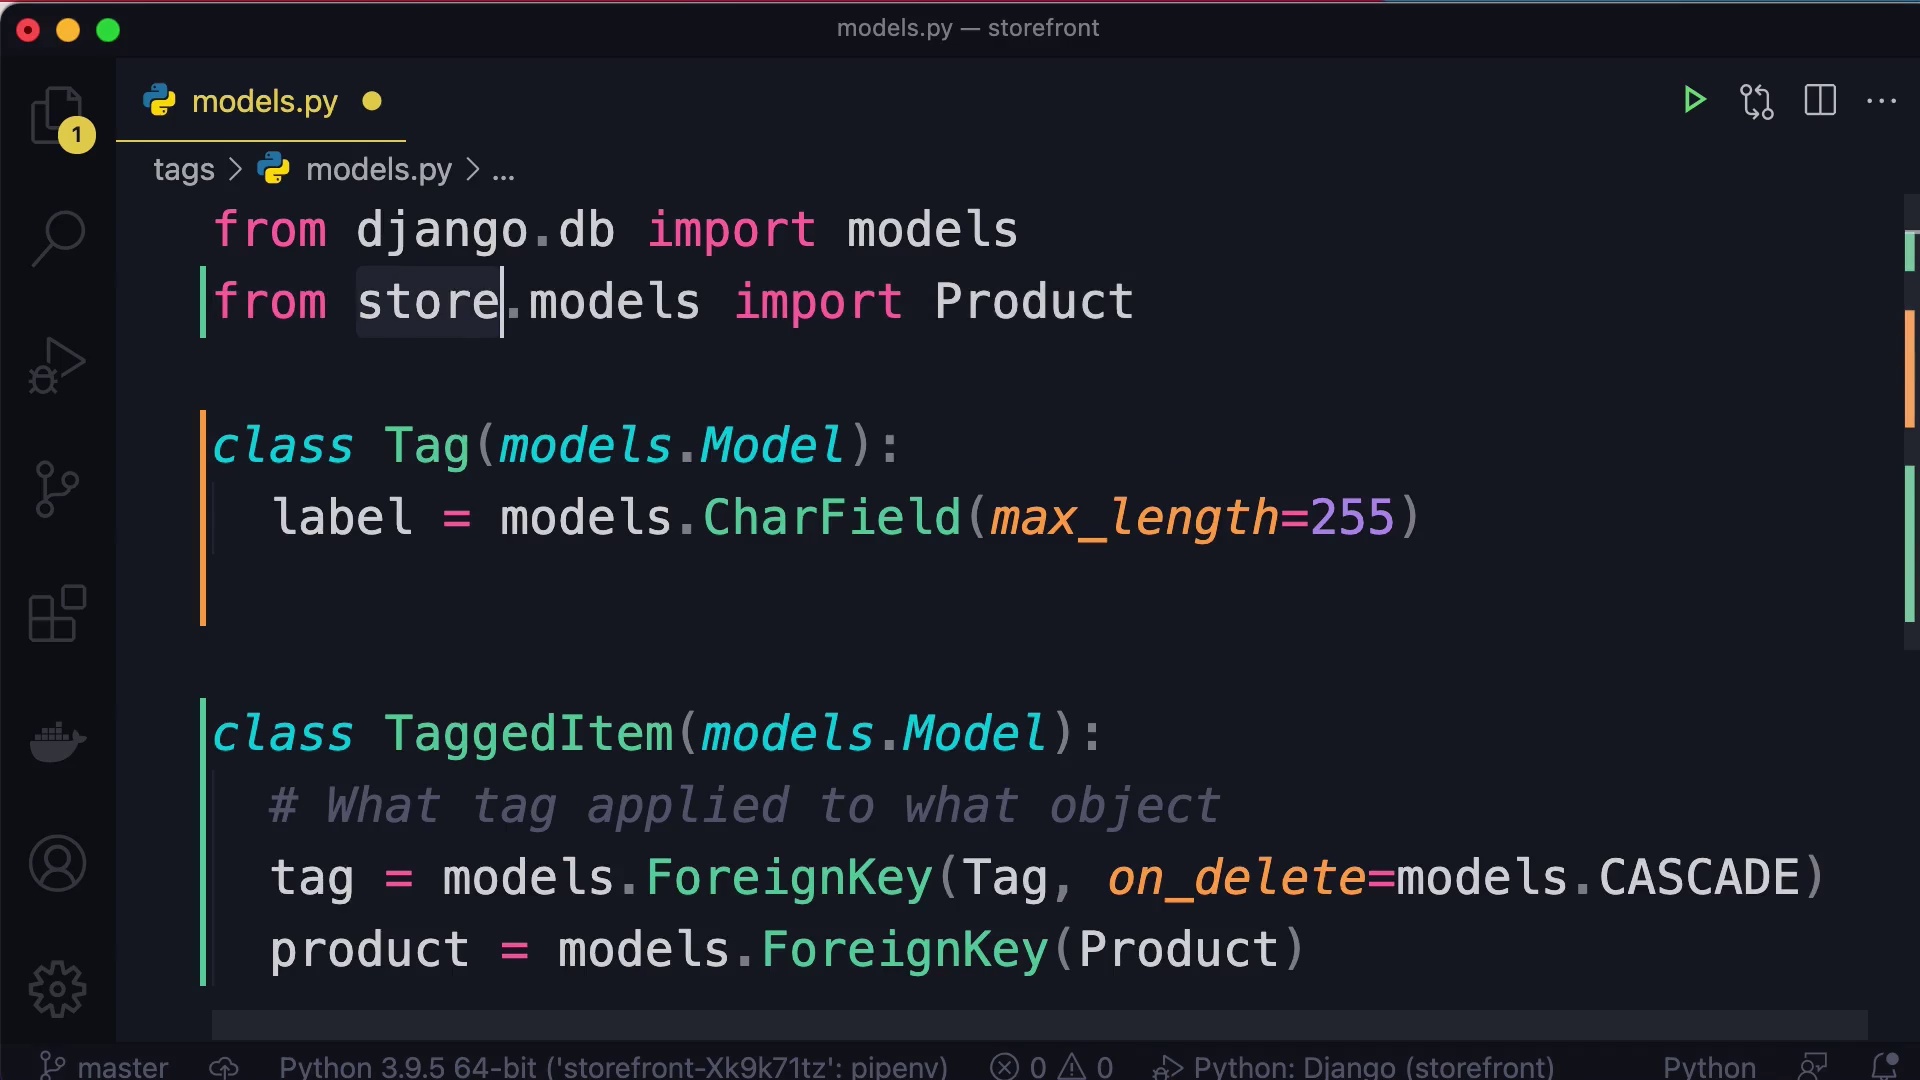 models.py — storefront
models.py
1
tags > models.py > ...
from django.db import models
from store.models import Product
class Tag(models.Model):
label = models.CharField(max_length=255)
class TaggedItem(models.Model):
# What tag applied to what object
tag = models.ForeignKey(Tag, on_delete=models.CASCADE)
product = models.ForeignKey(Product)
master Python 3.9.5 64-bit ('storefront-Xk9k71tz': pipenv) 0 0 Python: Django (storefront) Python